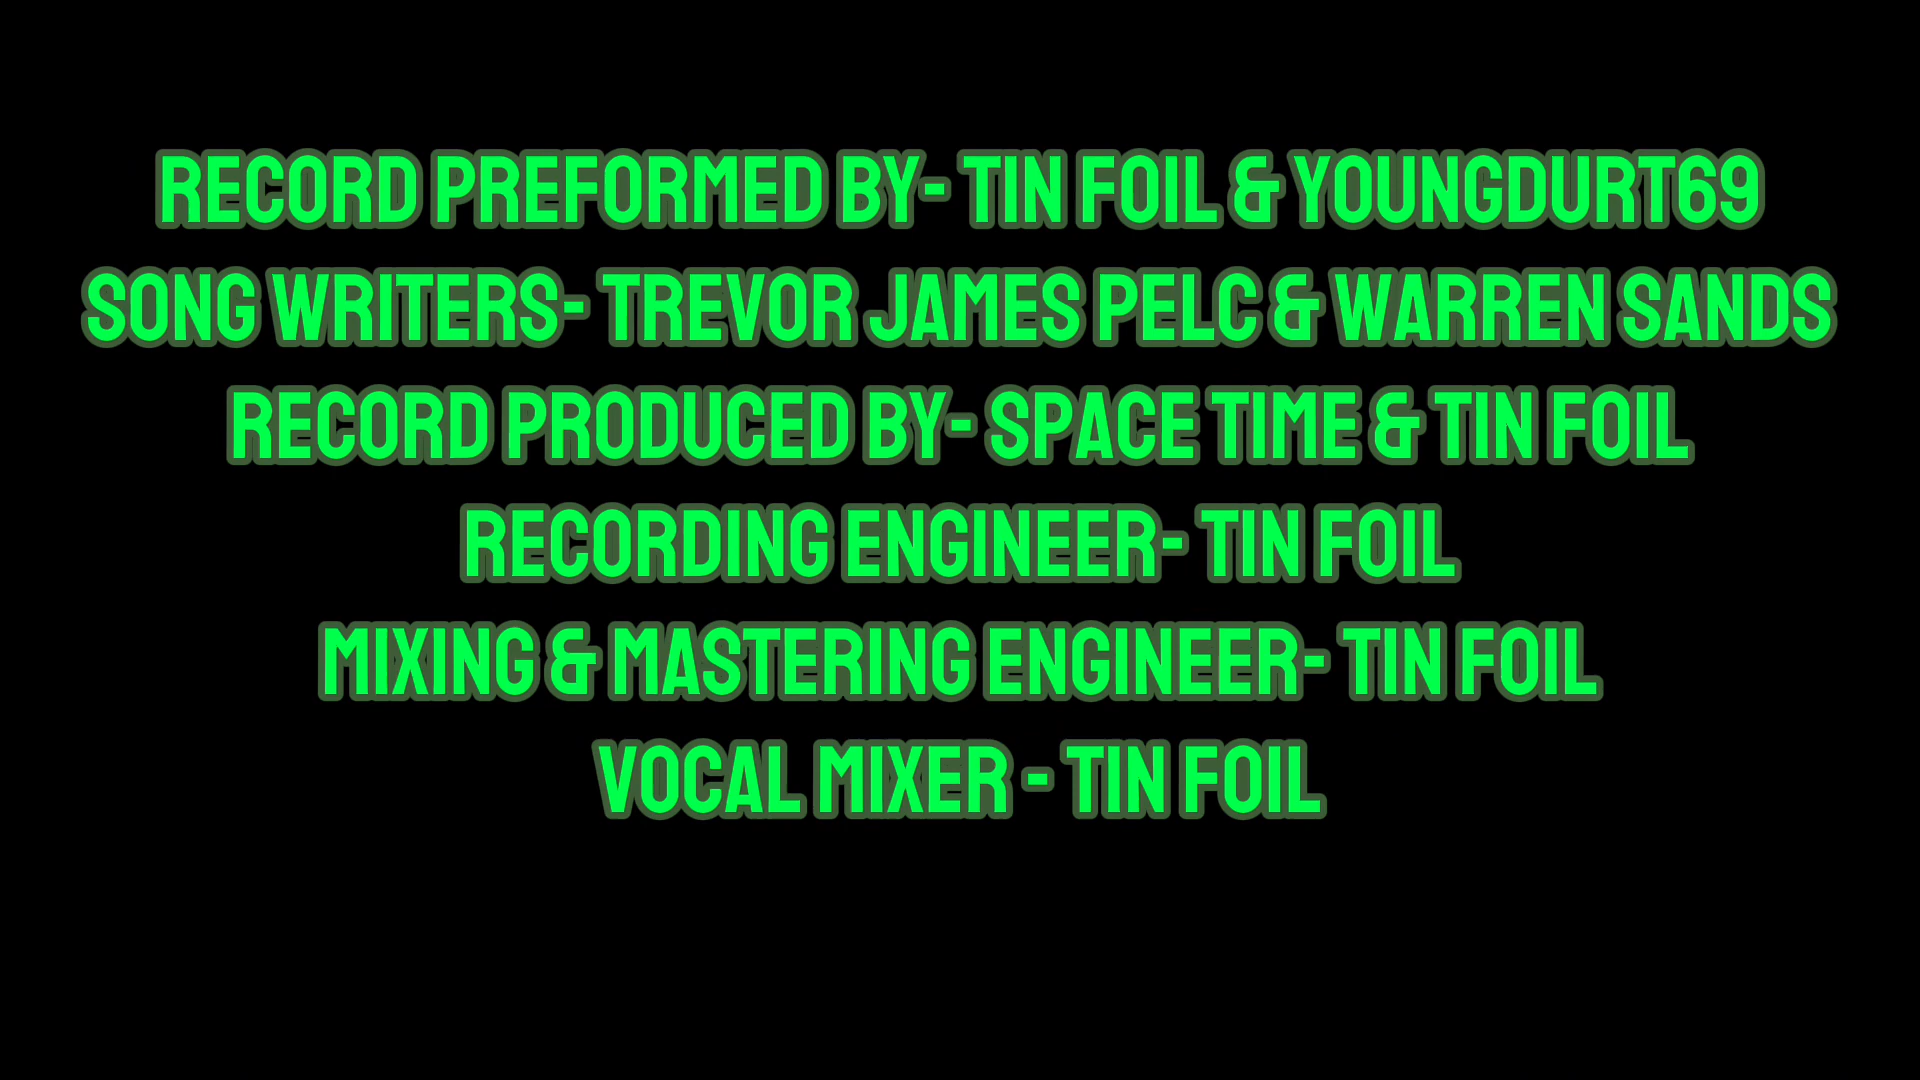 RECORD PREFORMED BY- TIN FOIL & YOUNGDURT69
SONG WRITERS- TREVOR JAMES PELC & WARREN SANDS
RECORD PRODUCED BY- SPACE TIME & TIN FOIL
RECORDING ENGINEER- TIN FOIL
MIXING & MASTERING ENGINEER- TIN FOIL
VOCAL MIXER - TIN FOIL